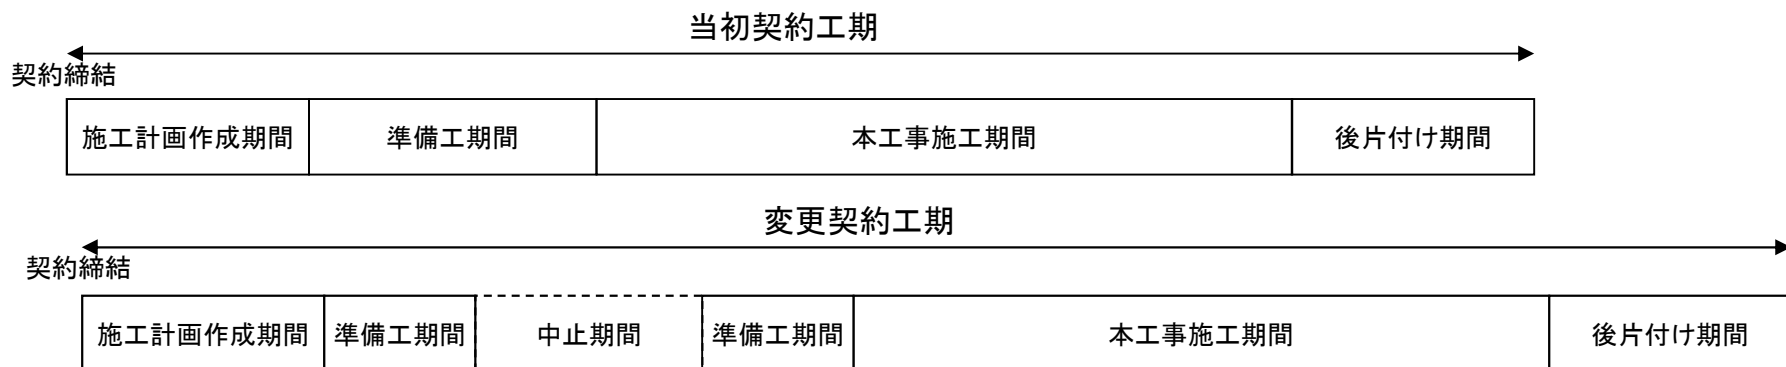 当初契約工期
契約締結
施工計画作成期間 準備工期間 本工事施工期間 後片付け期間
変更契約工期
契約締結
施工計画作成期間 準備工期間 中止期間 準備工期間 本工事施工期間 後片付け期間